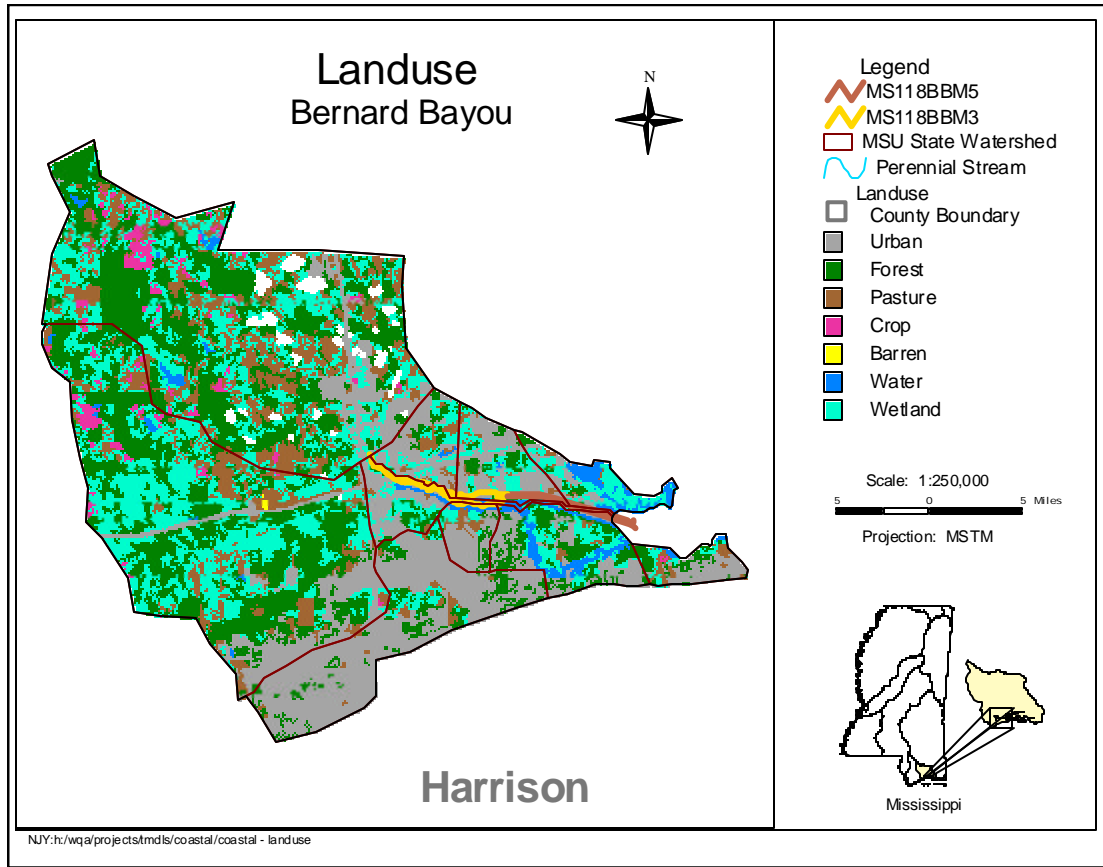 Landuse
Bernard Bayou
N
Harrison
Legend
MS118BBM5
MS118BBM3
MSU State Watershed
Perennial Stream
Landuse
County Boundary
Urban
Forest
Pasture
Crop
Barren
Water
Wetland
Scale: 1:250,000
5 0 5 Miles
Projection: MSTM
Mississippi
NJY:h:/wqa/projects/tmdls/coastal/coastal - landuse